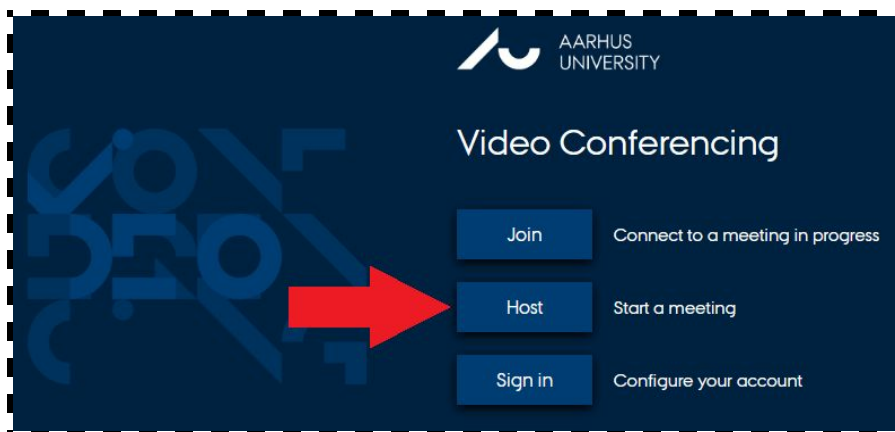 AARHUS
UNIVERSITY
Video Conferencing
Join Connect to a meeting in progress
Host Start a meeting
Sign in Configure your account